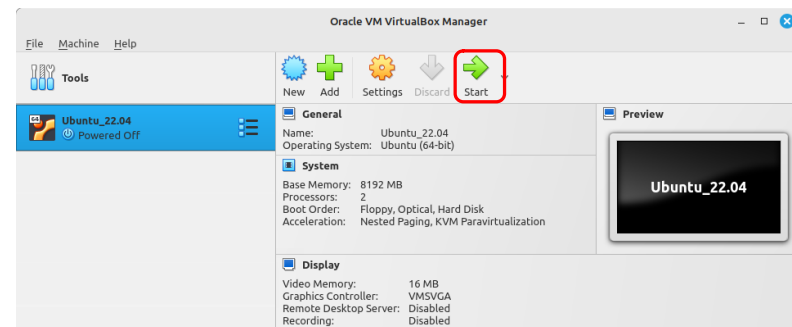 Oracle VM VirtualBox Manager
File Machine Help
Tools
New Add Settings Discard Start
64 Ubuntu_22.04
Powered Off
General
Name: Ubuntu_22.04
Operating System: Ubuntu (64-bit)
System
Base Memory: 8192 MB
Processors: 2
Boot Order: Floppy, Optical, Hard Disk
Acceleration: Nested Paging, KVM Paravirtualization
Display
Video Memory: 16 MB
Graphics Controller: VMSVGA
Remote Desktop Server: Disabled
Recording: Disabled
Preview
Ubuntu_22.04